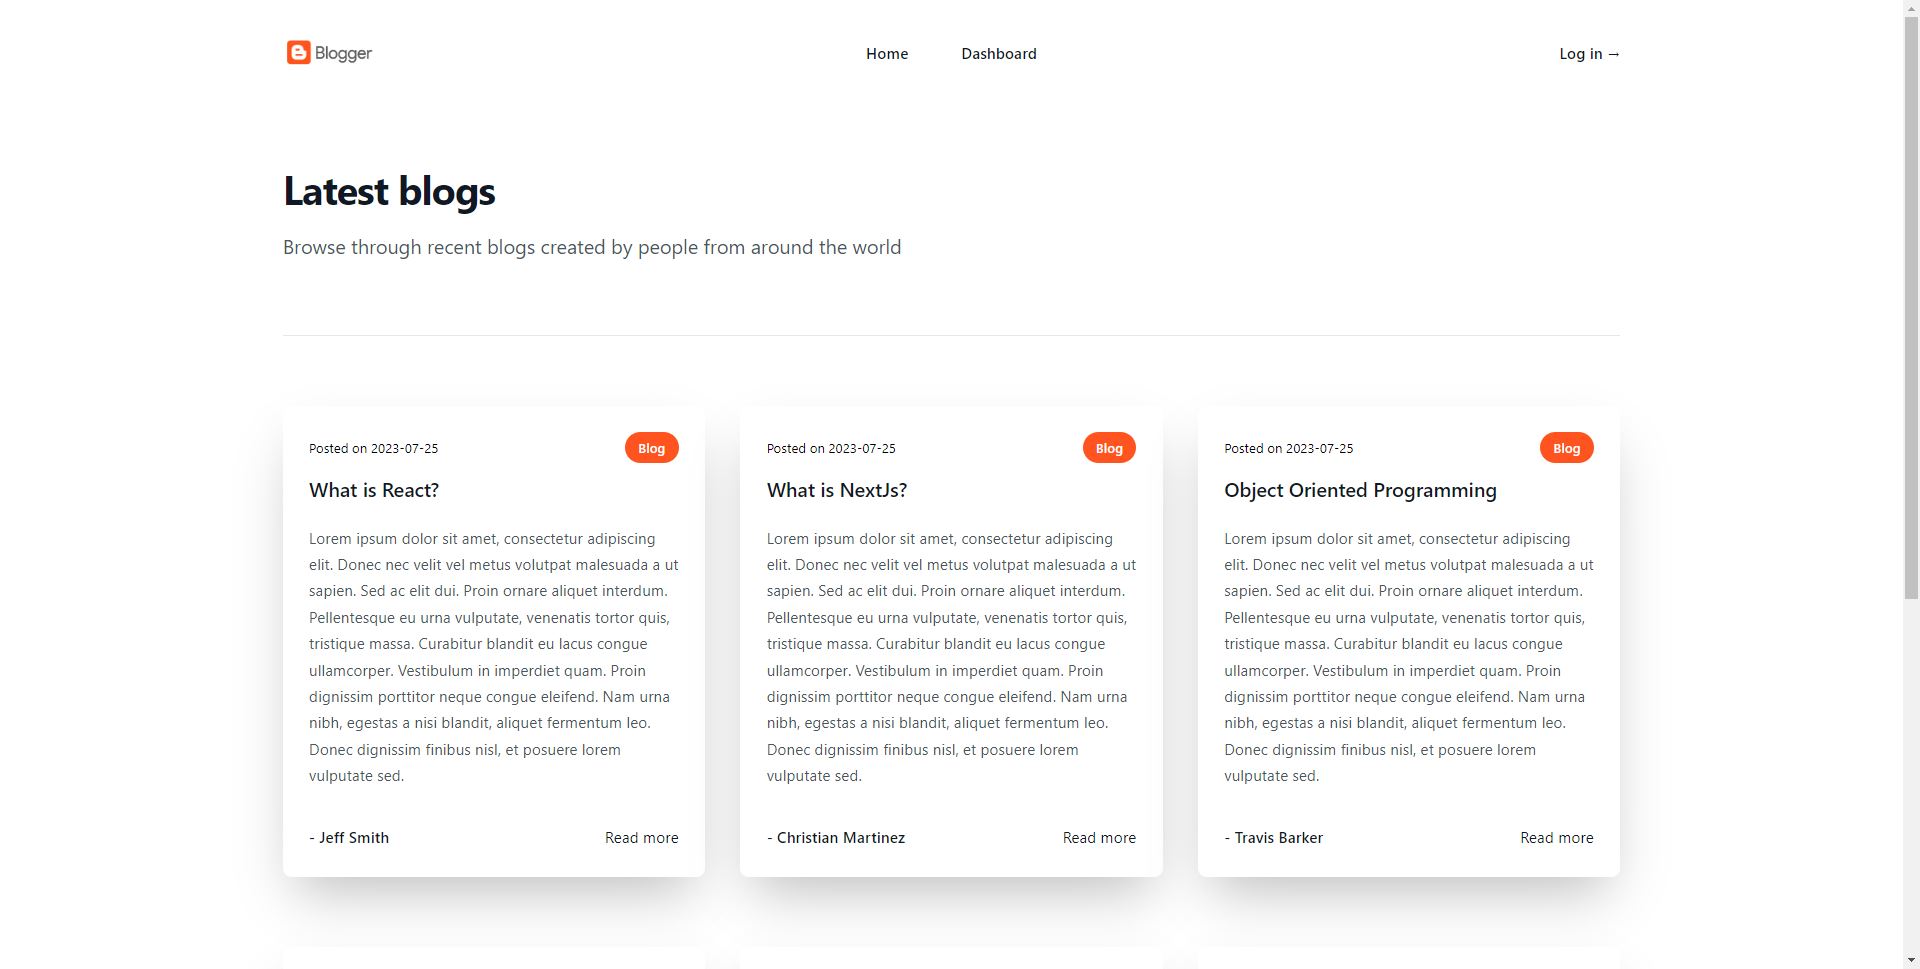 Blogger
Home
Dashboard
Log in →
Latest blogs
Browse through recent blogs created by people from around the world
Posted on 2023-07-25
Blog
What is React?
Lorem ipsum dolor sit amet, consectetur adipiscing
elit. Donec nec velit vel metus volutpat malesuada a ut
sapien. Sed ac elit dui. Proin ornare aliquet interdum.
Pellentesque eu urna vulputate, venenatis tortor quis,
tristique massa. Curabitur blandit eu lacus congue
ullamcorper. Vestibulum in imperdiet quam. Proin
dignissim porttitor neque congue eleifend. Nam urna
nibh, egestas a nisi blandit, aliquet fermentum leo.
Donec dignissim finibus nisl, et posuere lorem
vulputate sed.
- Jeff Smith
Read more
Posted on 2023-07-25
Blog
What is NextJs?
Lorem ipsum dolor sit amet, consectetur adipiscing
elit. Donec nec velit vel metus volutpat malesuada a ut
sapien. Sed ac elit dui. Proin ornare aliquet interdum.
Pellentesque eu urna vulputate, venenatis tortor quis,
tristique massa. Curabitur blandit eu lacus congue
ullamcorper. Vestibulum in imperdiet quam. Proin
dignissim porttitor neque congue eleifend. Nam urna
nibh, egestas a nisi blandit, aliquet fermentum leo.
Donec dignissim finibus nisl, et posuere lorem
vulputate sed.
- Christian Martinez
Read more
Posted on 2023-07-25
Blog
Object Oriented Programming
Lorem ipsum dolor sit amet, consectetur adipiscing
elit. Donec nec velit vel metus volutpat malesuada a ut
sapien. Sed ac elit dui. Proin ornare aliquet interdum.
Pellentesque eu urna vulputate, venenatis tortor quis,
tristique massa. Curabitur blandit eu lacus congue
ullamcorper. Vestibulum in imperdiet quam. Proin
dignissim porttitor neque congue eleifend. Nam urna
nibh, egestas a nisi blandit, aliquet fermentum leo.
Donec dignissim finibus nisl, et posuere lorem
vulputate sed.
- Travis Barker
Read more